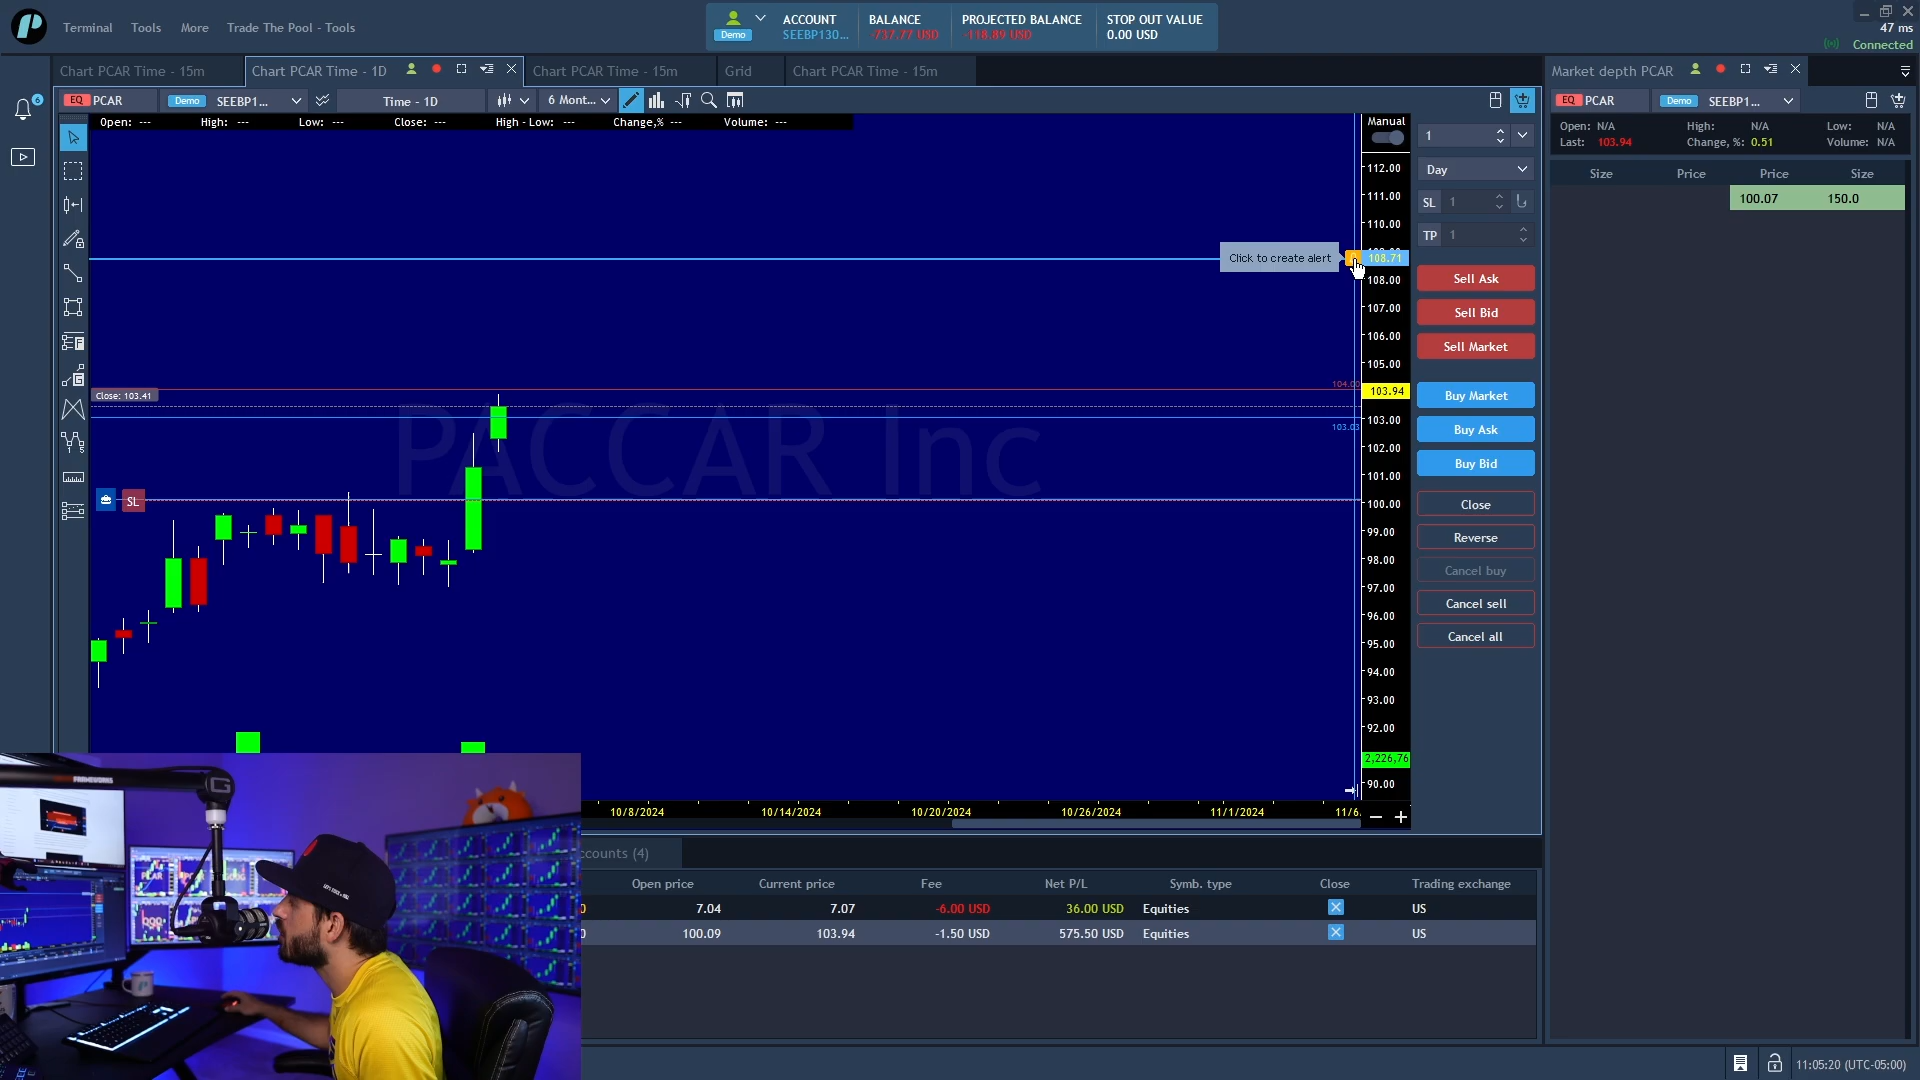 Terminal
Tools
More
Trade The Pool - Tools
Demo
ACCOUNT
SEEBP130...
BALANCE
-737.77 USD
PROJECTED BALANCE
-118.89 USD
STOP OUT VALUE
0.00 USD
47 ms
Connected
Chart PCAR Time - 15m
Chart PCAR Time - 1D
Chart PCAR Time - 15m
Grid
Chart PCAR Time - 15m
Market depth PCAR
6
EQ PCAR
Demo SEEBP1...
Time - 1D
6 Mont...
EQ PCAR
Demo SEEBP1...
Open: ---
High: ---
Low: ---
Close: ---
High - Low: ---
Change,% ---
Volume: ---
Manual
112.00
111.00
110.00
108.71
108.00
107.00
106.00
105.00
103.94
103.00
102.00
101.00
100.00
99.00
98.00
97.00
96.00
95.00
94.00
93.00
92.00
2,226,76
90.00
Click to create alert
Close: 103.41
103.03
PACCAR Inc
SL
1
Day
SL 1
TP 1
Sell Ask
Sell Bid
Sell Market
Buy Market
Buy Ask
Buy Bid
Close
Reverse
Cancel buy
Cancel sell
Cancel all
Open: N/A
High: N/A
Low: N/A
Last: 103.94
Change, %: 0.51
Volume: N/A
Size
Price
Price
Size
100.07
150.0
10/8/2024
10/14/2024
10/20/2024
10/26/2024
11/1/2024
11/6
ccounts (4)
Open price
Current price
Fee
Net P/L
Symb. type
Close
Trading exchange
0
7.04
7.07
-6.00 USD
36.00 USD
Equities
US
0
100.09
103.94
-1.50 USD
575.50 USD
Equities
US
11:05:20 (UTC-05:00)